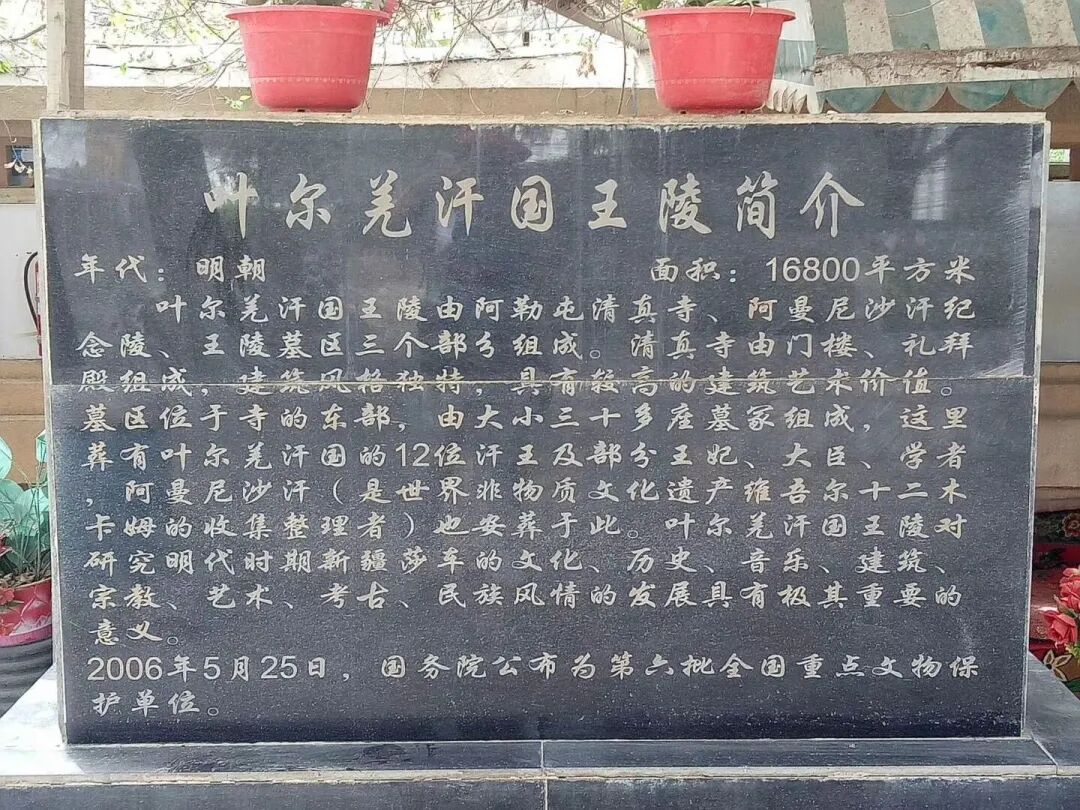 叶尔羌汗国王陵简介
年代：明朝 面积：16800平方米
叶尔羌汗国王陵由阿勒屯清真寺、阿曼尼沙汗纪
念陵、王陵墓区三个部分组成。清真寺由门楼、礼拜
殿组成，建筑风格独特，具有较高的建筑艺术价值。
墓区位于寺的东部，由大小三十多座墓冢组成，这里
葬有叶尔羌汗国的12位汗王及部分王妃、大臣、学者
，阿曼尼沙汗（是世界非物质文化遗产维吾尔十二木
卡姆的收集整理者）也安葬于此。叶尔羌汗国王陵对
研究明代时期新疆莎车的文化、历史、音乐、建筑、
宗教、艺术、考古、民族风情的发展具有极其重要的
意义。
2006年5月25日，国务院公布为第六批全国重点文物保
护单位。